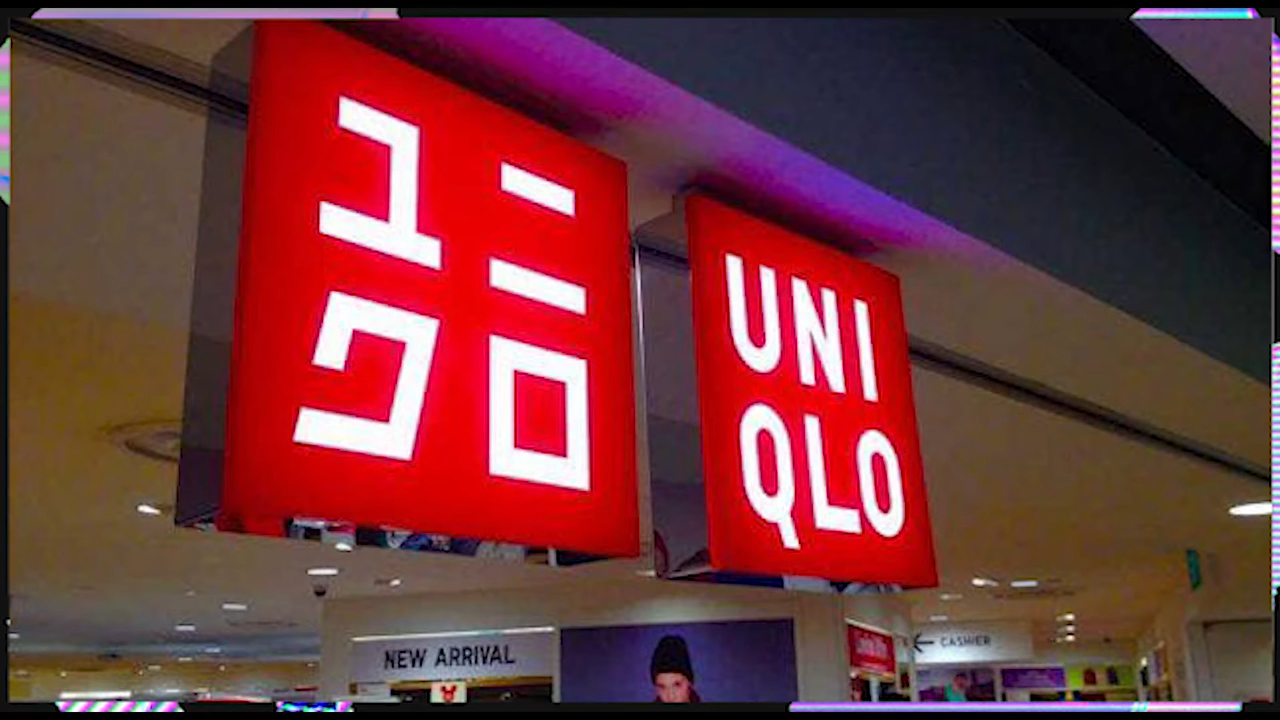 ユニ
クロ
UNI
QLO
NEW ARRIVAL
CASHIER